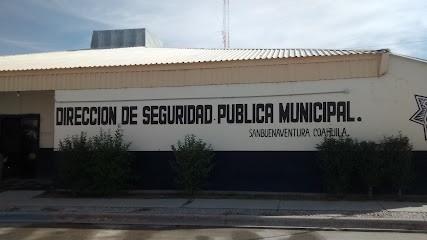 DIRECCION DE SEGURIDAD PUBLICA MUNICIPAL.
SANBUENAVENTURA COAHUILA.